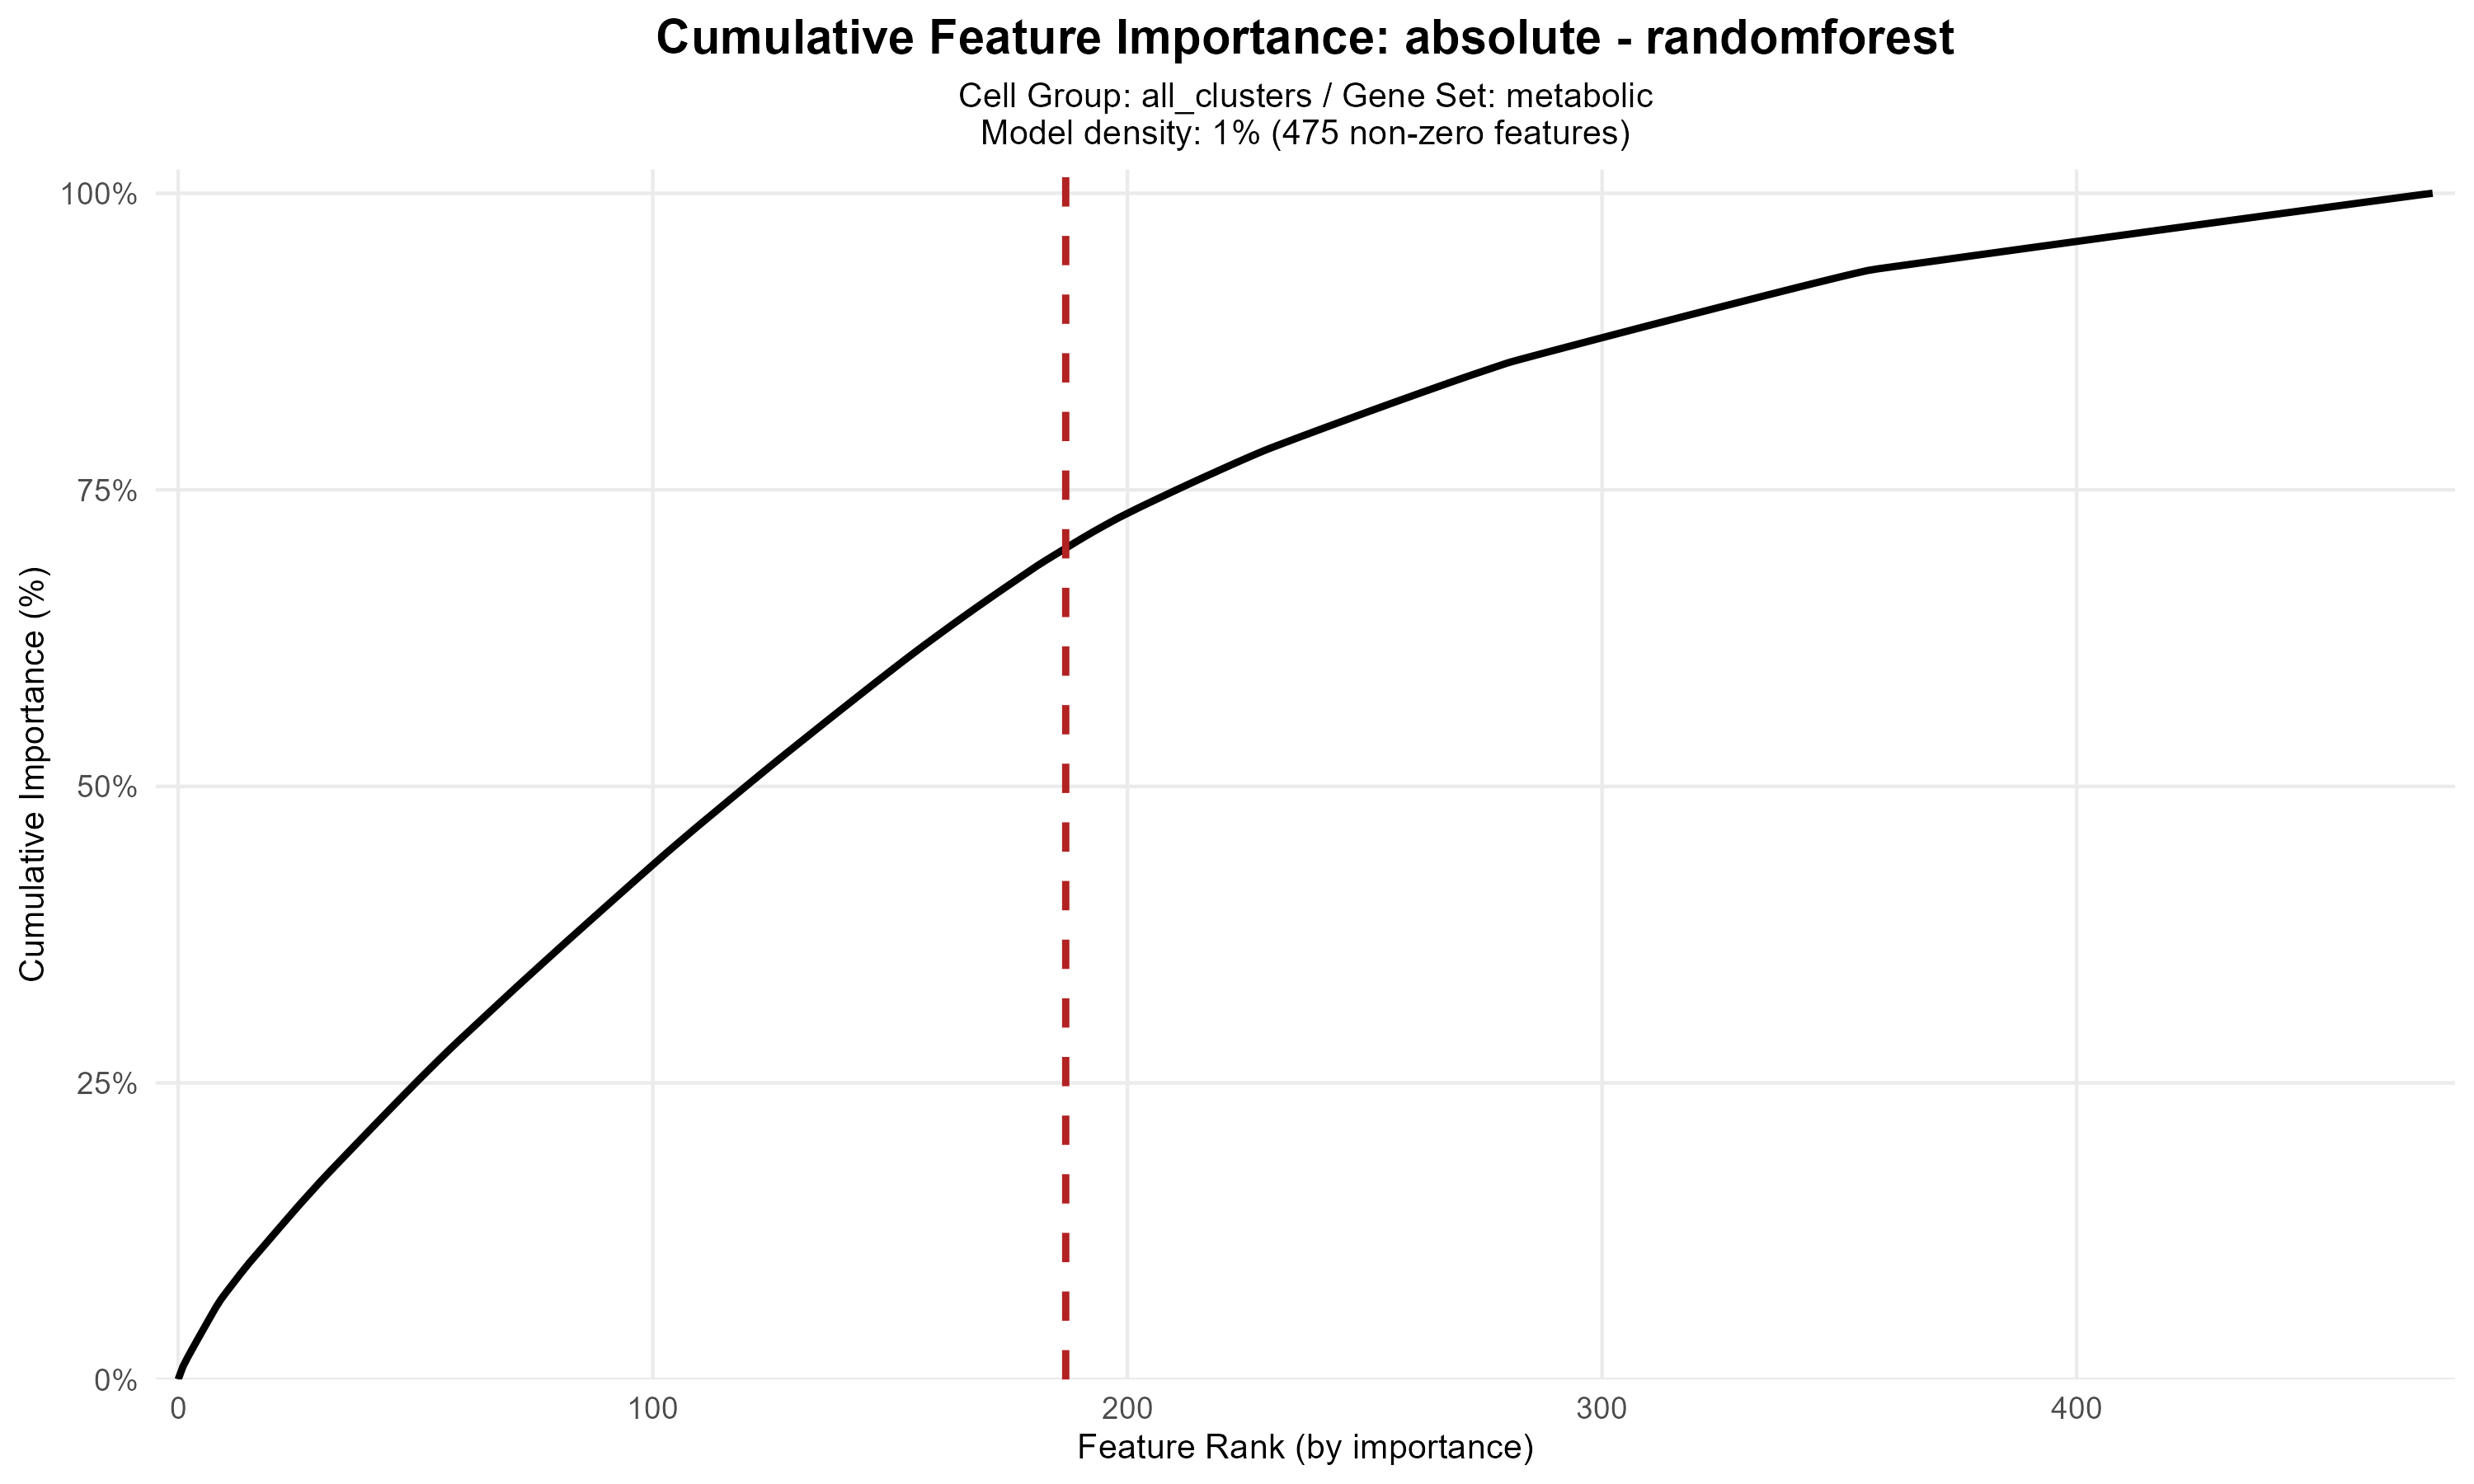 Cumulative Feature Importance: absolute - randomforest
Cell Group: all_clusters / Gene Set: metabolic
Model density: 1% (475 non-zero features)
Cumulative Importance (%)
100%
75%
50%
25%
0%
0 100 200 300 400
Feature Rank (by importance)